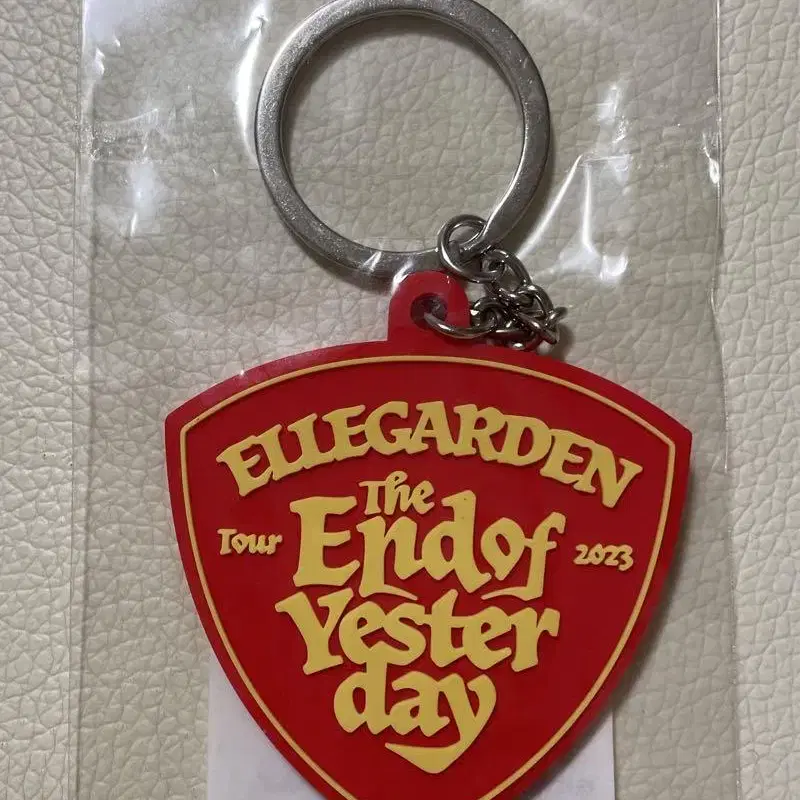 ELLEGARDEN
The
Tour End of 2023
Yester
day